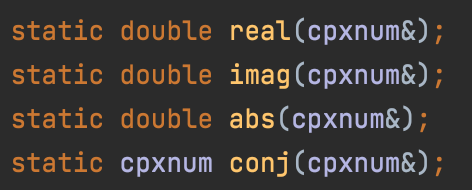 static double real(cpxnum&);
static double imag(cpxnum&);
static double abs(cpxnum&);
static cpxnum conj(cpxnum&);